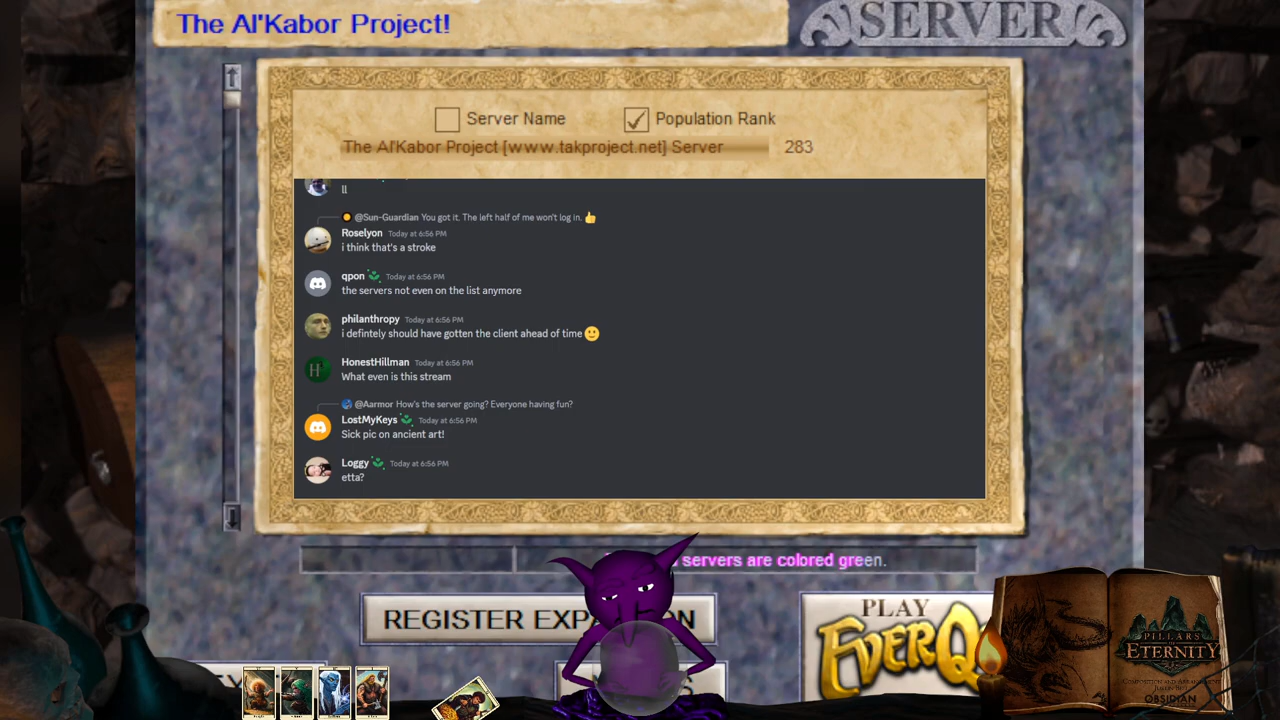 The Al'Kabor Project!
SERVER
Server Name
Population Rank
The Al'Kabor Project [www.takproject.net] Server 283
ll
@Sun-Guardian You got it. The left half of me won't log in. 👍
Roselyon Today at 6:56 PM
i think that's a stroke
qpon Today at 6:56 PM
the servers not even on the list anymore
philanthropy Today at 6:56 PM
i defintely should have gotten the client ahead of time 🙂
HonestHillman Today at 6:56 PM
What even is this stream
@Aarmor How's the server going? Everyone having fun?
LostMyKeys Today at 6:56 PM
Sick pic on ancient art!
Loggy Today at 6:56 PM
etta?
servers are colored green.
REGISTER EXPA ON
PLAY
EVERQ
PILLARS
OF
ETERNITY
OBSIDIAN